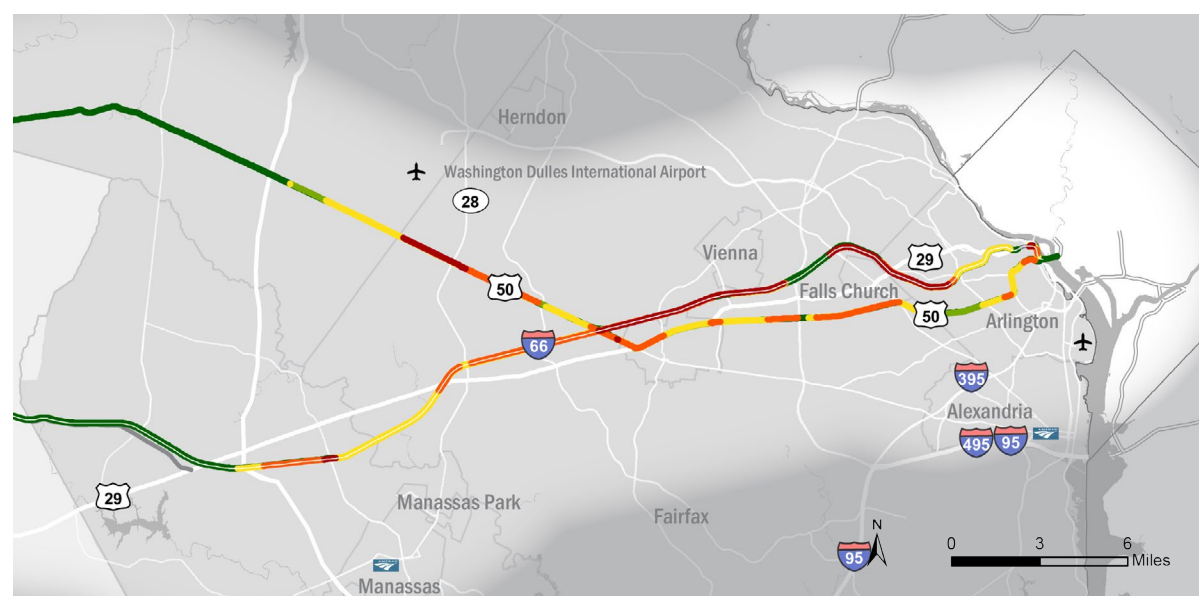 Herndon
Washington Dulles International Airport
28
Vienna
29
50
Falls Church
50
Arlington
66
395
Alexandria
495
95
29
Manassas Park
Fairfax
N
95
0
3
6
Miles
Manassas